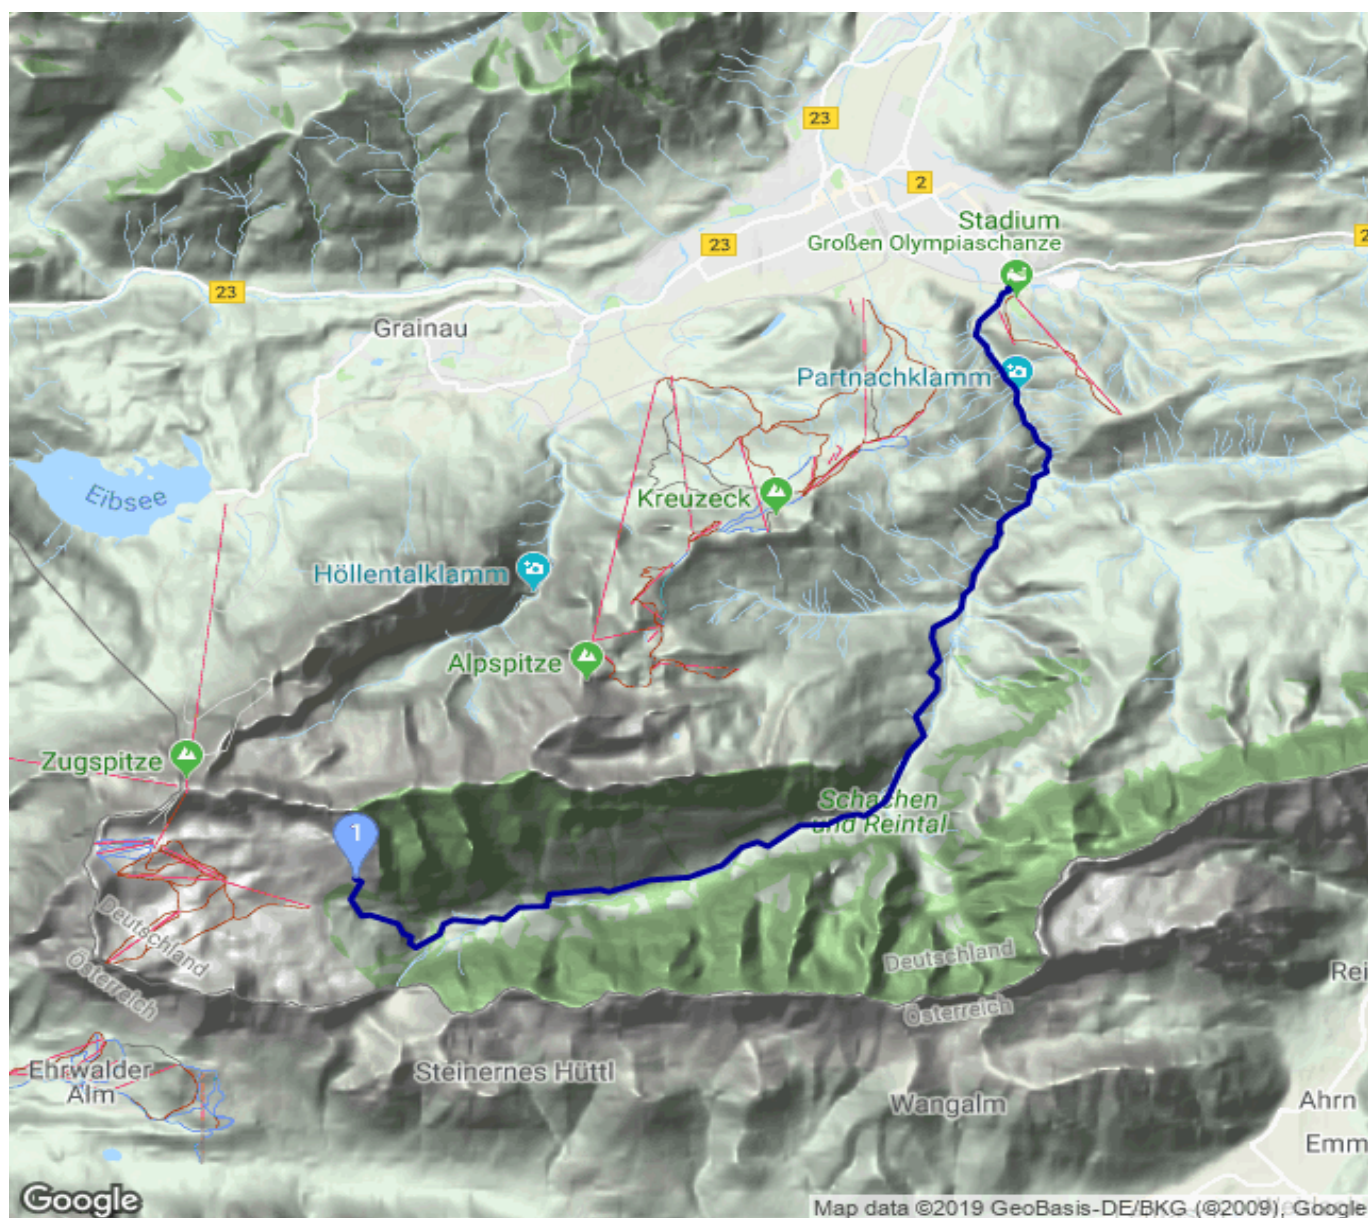 23
2
Stadium
Großen Olympiaschanze
23
2
23
Grainau
Partnachklamm
Eibsee
Kreuzeck
Höllentalklamm
Alpspitze
Zugspitze
1
Schachen
und Reintal
Deutschland
Österreich
Deutschland
Österreich
Rei
Ehrwalder
Alm
Steinernes Hüttl
Wangalm
Ahrn
Emm
Google
Map data ©2019 GeoBasis-DE/BKG (©2009), Google